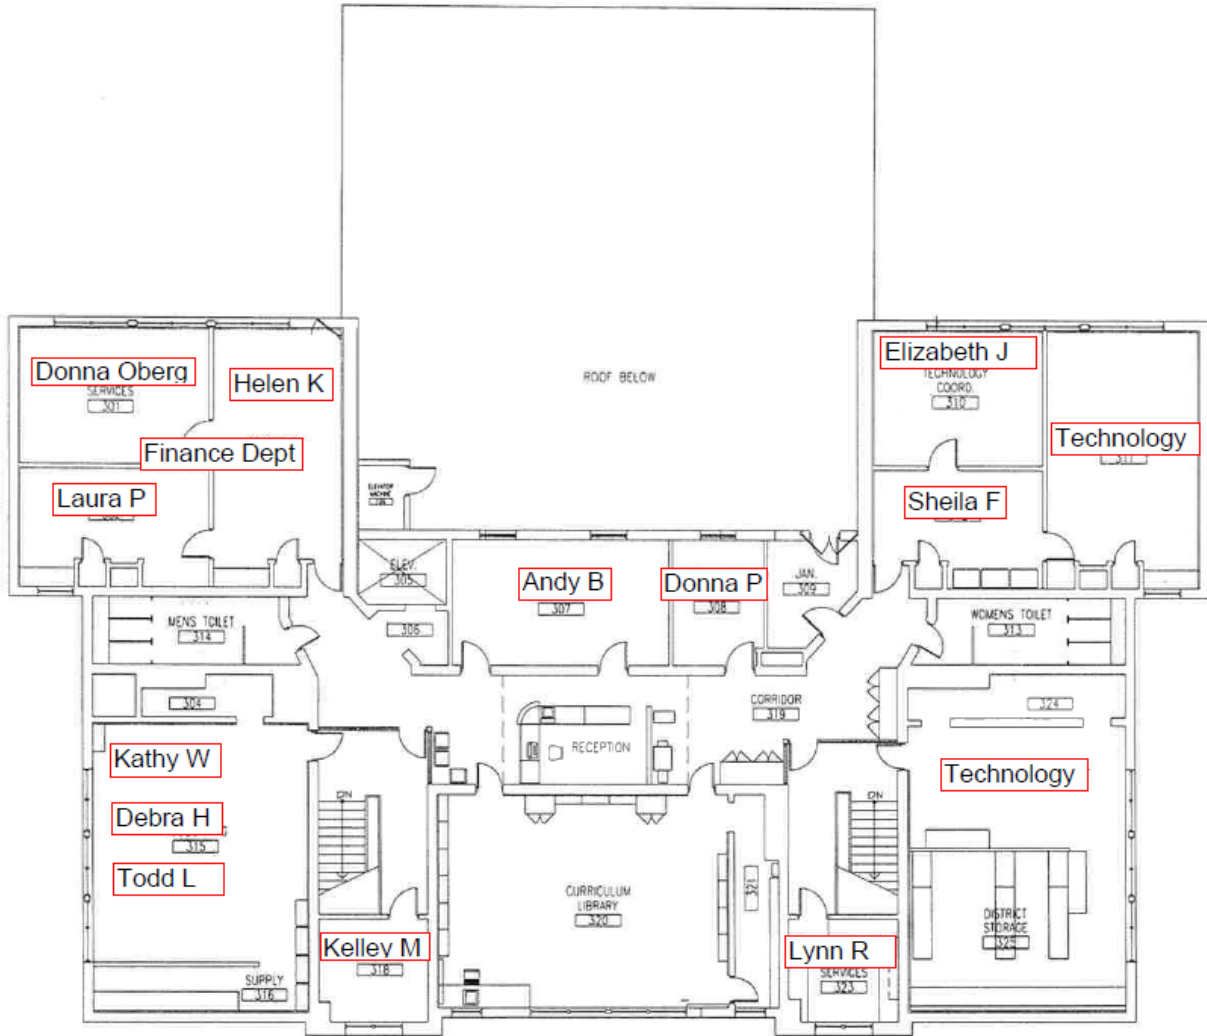 ROOF BELOW
Donna Oberg
SERVICES
301
Helen K
Finance Dept
Laura P
Elizabeth J
TECHNOLOGY
COORD.
310
Technology
311
Sheila F
ELEVATOR
MACHINE
ELEV.
305
306
Andy B
307
Donna P
308
JAN.
309
MENS TOILET
314
WOMENS TOILET
313
304
CORRIDOR
319
RECEPTION
324
Kathy W
Debra H
315
Todd L
DN
DN
Technology
CURRICULUM
LIBRARY
320
321
DISTRICT
STORAGE
325
Kelley M
318
Lynn R
SERVICES
323
SUPPLY
316